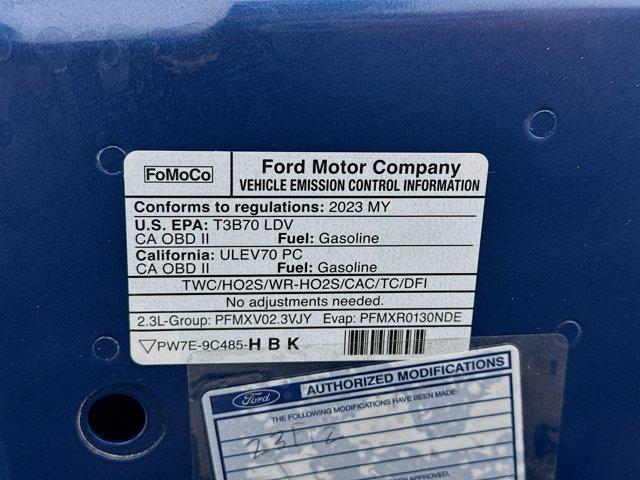 FoMoCo
Ford Motor Company
VEHICLE EMISSION CONTROL INFORMATION
Conforms to regulations: 2023 MY
U.S. EPA: T3B70 LDV
CA OBD II Fuel: Gasoline
California: ULEV70 PC
CA OBD II Fuel: Gasoline
TWC/HO2S/WR-HO2S/CAC/TC/DFI
No adjustments needed.
2.3L-Group: PFMXV02.3VJY Evap: PFMXR0130NDE
▽PW7E-9C485-H B K
Ford
AUTHORIZED MODIFICATIONS
THE FOLLOWING MODIFICATIONS HAVE BEEN MADE: